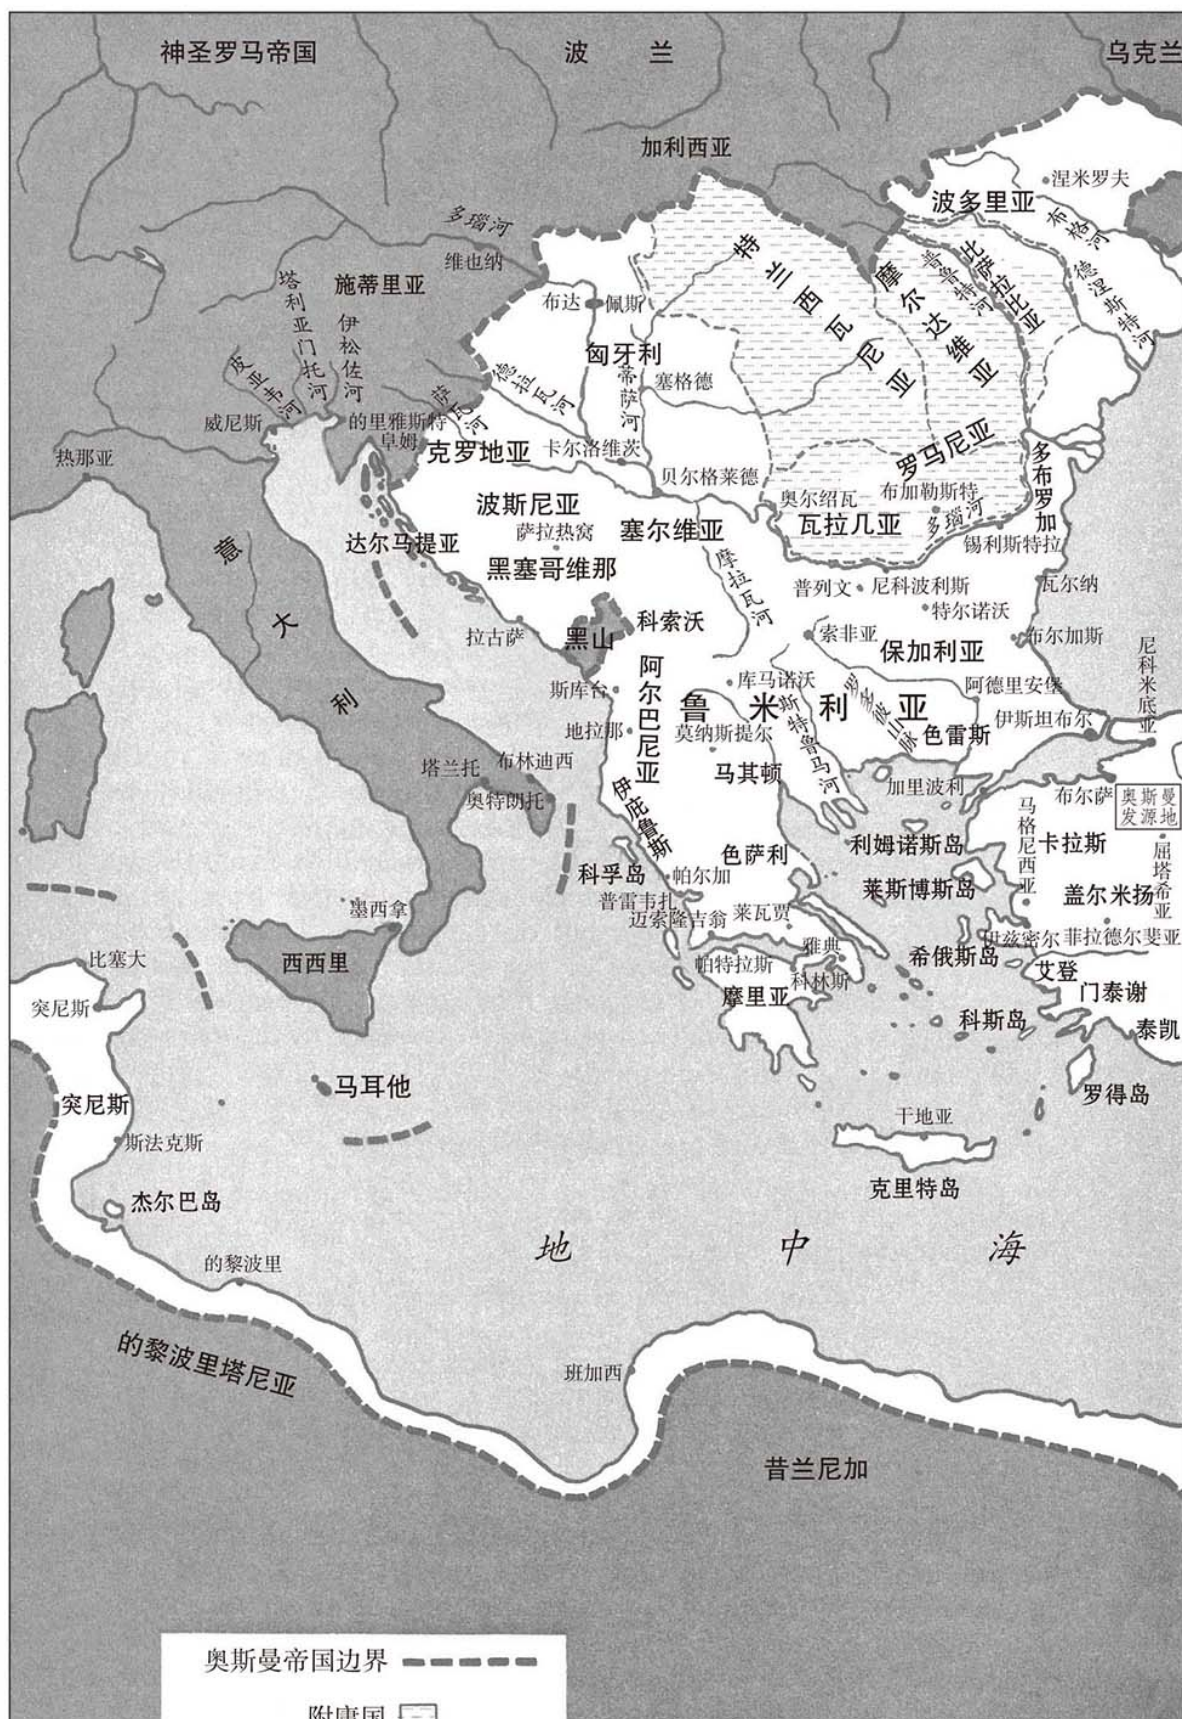 神圣罗马帝国
波兰
乌克兰
加利西亚
涅米罗夫
波多里亚
布格河
多瑙河
维也纳
特兰西瓦尼亚
摩尔达维亚
普鲁特河
比萨拉比亚
德涅斯特河
塔利亚门托河
施蒂里亚
伊松佐河
皮亚韦河
布达
佩斯
匈牙利
蒂萨河
塞格德
德拉瓦河
萨瓦河
威尼斯
的里雅斯特
阜姆
热那亚
克罗地亚
卡尔洛维茨
贝尔格莱德
罗马尼亚
多布罗加
奥尔绍瓦
布加勒斯特
瓦拉几亚
多瑙河
锡利斯特拉
波斯尼亚
萨拉热窝
塞尔维亚
达尔马提亚
黑塞哥维那
摩拉瓦河
普列文
尼科波利斯
瓦尔纳
特尔诺沃
意大利
拉古萨
黑山
科索沃
索非亚
保加利亚
布尔加斯
尼科米底亚
斯库台
阿尔巴尼亚
库马诺沃
阿德里安堡
鲁米利亚
罗多彼山脉
斯特鲁马河
色雷斯
伊斯坦布尔
地拉那
莫纳斯提尔
马其顿
塔兰托
布林迪西
奥特朗托
伊庇鲁斯
加里波利
布尔萨
奥斯曼
发源地
马格尼西亚
卡拉斯
屈塔希亚
利姆诺斯岛
色萨利
科孚岛
帕尔加
莱斯博斯岛
盖尔米扬
普雷韦扎
迈索隆吉翁
莱瓦贾
墨西拿
西西里
雅典
希俄斯岛
伊兹密尔
菲拉德尔斐亚
帕特拉斯
科林斯
艾登
摩里亚
门泰谢
科斯岛
泰凯
比塞大
突尼斯
马耳他
罗得岛
突尼斯
干地亚
斯法克斯
克里特岛
杰尔巴岛
地中海
的黎波里
的黎波里塔尼亚
班加西
昔兰尼加
奥斯曼帝国边界
附庸国